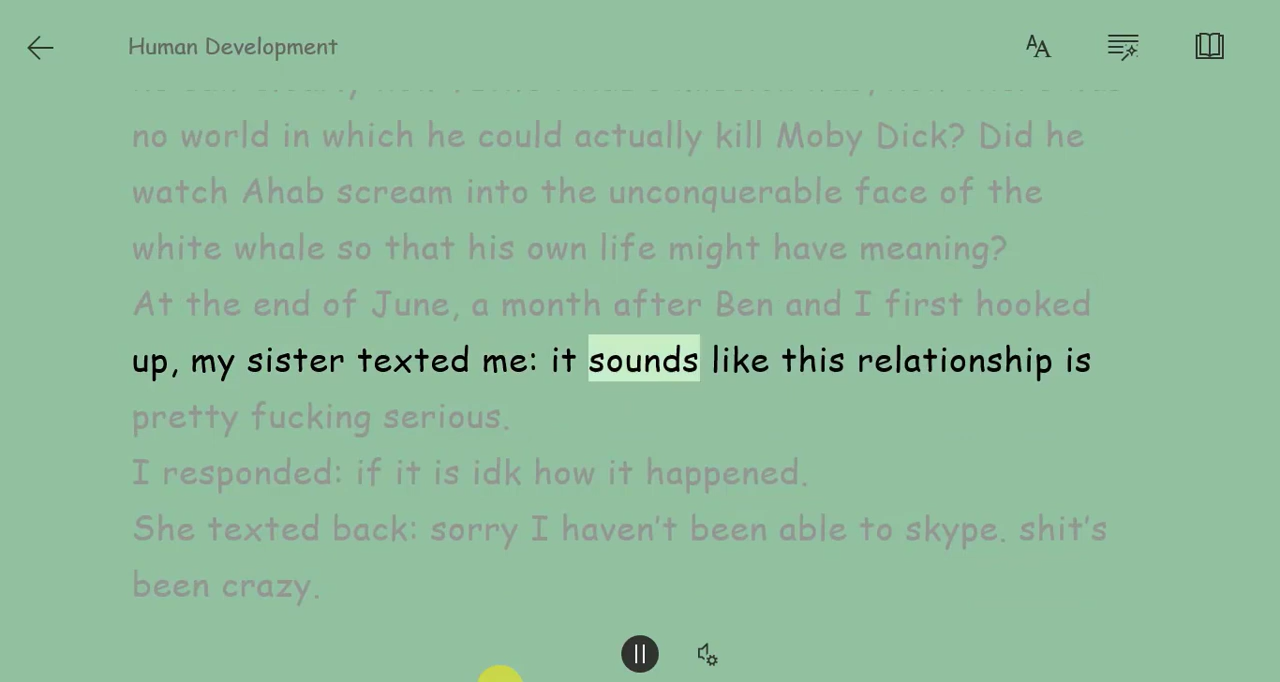 Human Development
no world in which he could actually kill Moby Dick? Did he
watch Ahab scream into the unconquerable face of the
white whale so that his own life might have meaning?
At the end of June, a month after Ben and I first hooked
up, my sister texted me: it sounds like this relationship is
pretty fucking serious.
I responded: if it is idk how it happened.
She texted back: sorry I haven’t been able to skype. shit’s
been crazy.